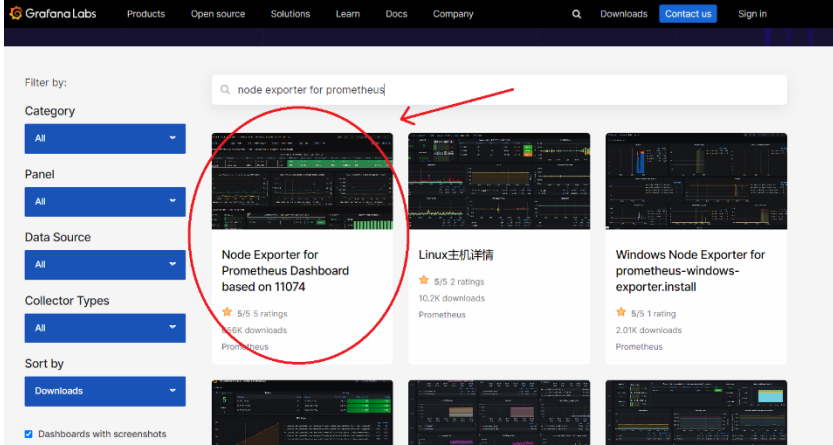 Grafana Labs
Products
Open source
Solutions
Learn
Docs
Company
Downloads
Contact us
Sign in
Filter by:
node exporter for prometheus
Category
All
Panel
All
Data Source
All
Collector Types
All
Sort by
Downloads
Dashboards with screenshots
Node Exporter for
Prometheus Dashboard
based on 11074
5/5 5 ratings
656K downloads
Prometheus
Linux主机详情
5/5 2 ratings
10.2K downloads
Prometheus
Windows Node Exporter for
prometheus-windows-
exporter.install
5/5 1 rating
2.01K downloads
Prometheus